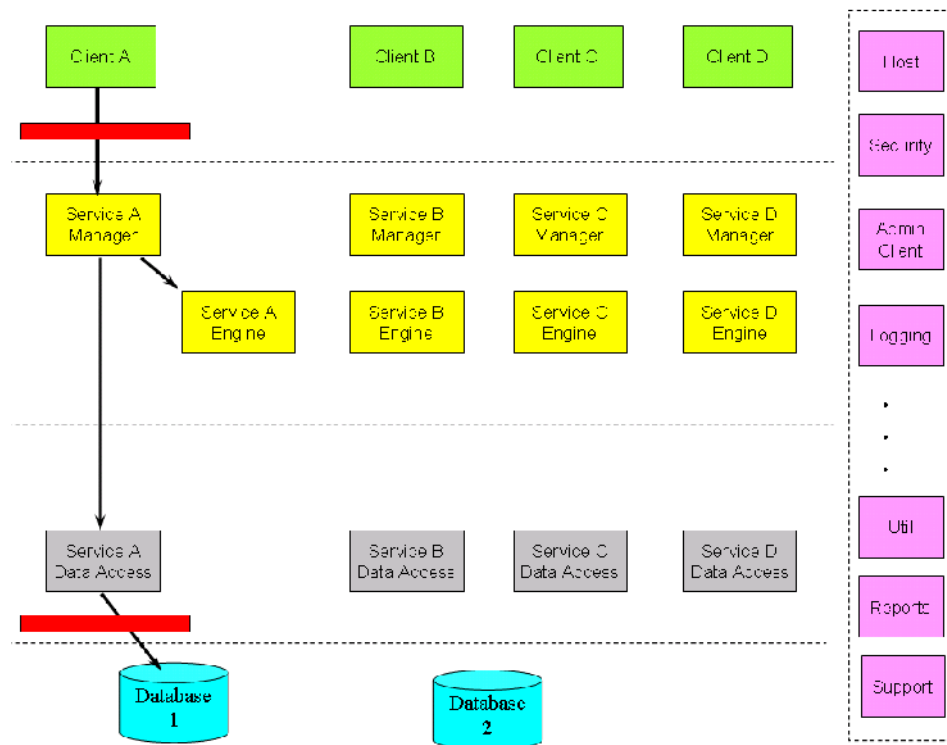 Client A
Client B
Client C
Client D
Host
Security
Service A
Manager
Service B
Manager
Service C
Manager
Service D
Manager
Admin
Client
Service A
Engine
Service B
Engine
Service C
Engine
Service D
Engine
Logging
Service A
Data Access
Service B
Data Access
Service C
Data Access
Service D
Data Access
Util
Reports
Support
Database
1
Database
2